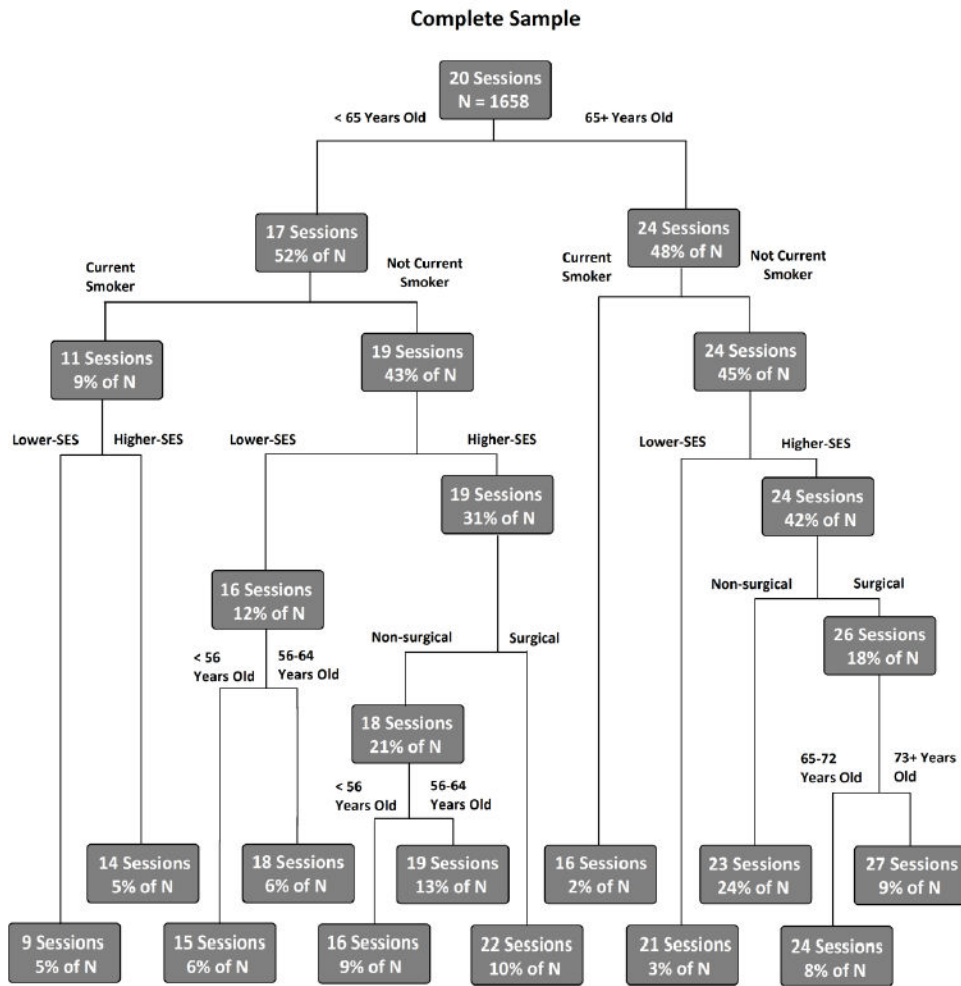 Complete Sample
20 Sessions
N = 1658
< 65 Years Old
65+ Years Old
17 Sessions
52% of N
24 Sessions
48% of N
Current
Smoker
Not Current
Smoker
Current
Smoker
Not Current
Smoker
11 Sessions
9% of N
19 Sessions
43% of N
24 Sessions
45% of N
Lower-SES
Higher-SES
Lower-SES
Higher-SES
Lower-SES
Higher-SES
19 Sessions
31% of N
24 Sessions
42% of N
16 Sessions
12% of N
Non-surgical
Surgical
Non-surgical
Surgical
26 Sessions
18% of N
< 56
Years Old
56-64
Years Old
18 Sessions
21% of N
65-72
Years Old
73+ Years
Old
< 56
Years Old
56-64
Years Old
14 Sessions
5% of N
18 Sessions
6% of N
19 Sessions
13% of N
16 Sessions
2% of N
23 Sessions
24% of N
27 Sessions
9% of N
9 Sessions
5% of N
15 Sessions
6% of N
16 Sessions
9% of N
22 Sessions
10% of N
21 Sessions
3% of N
24 Sessions
8% of N